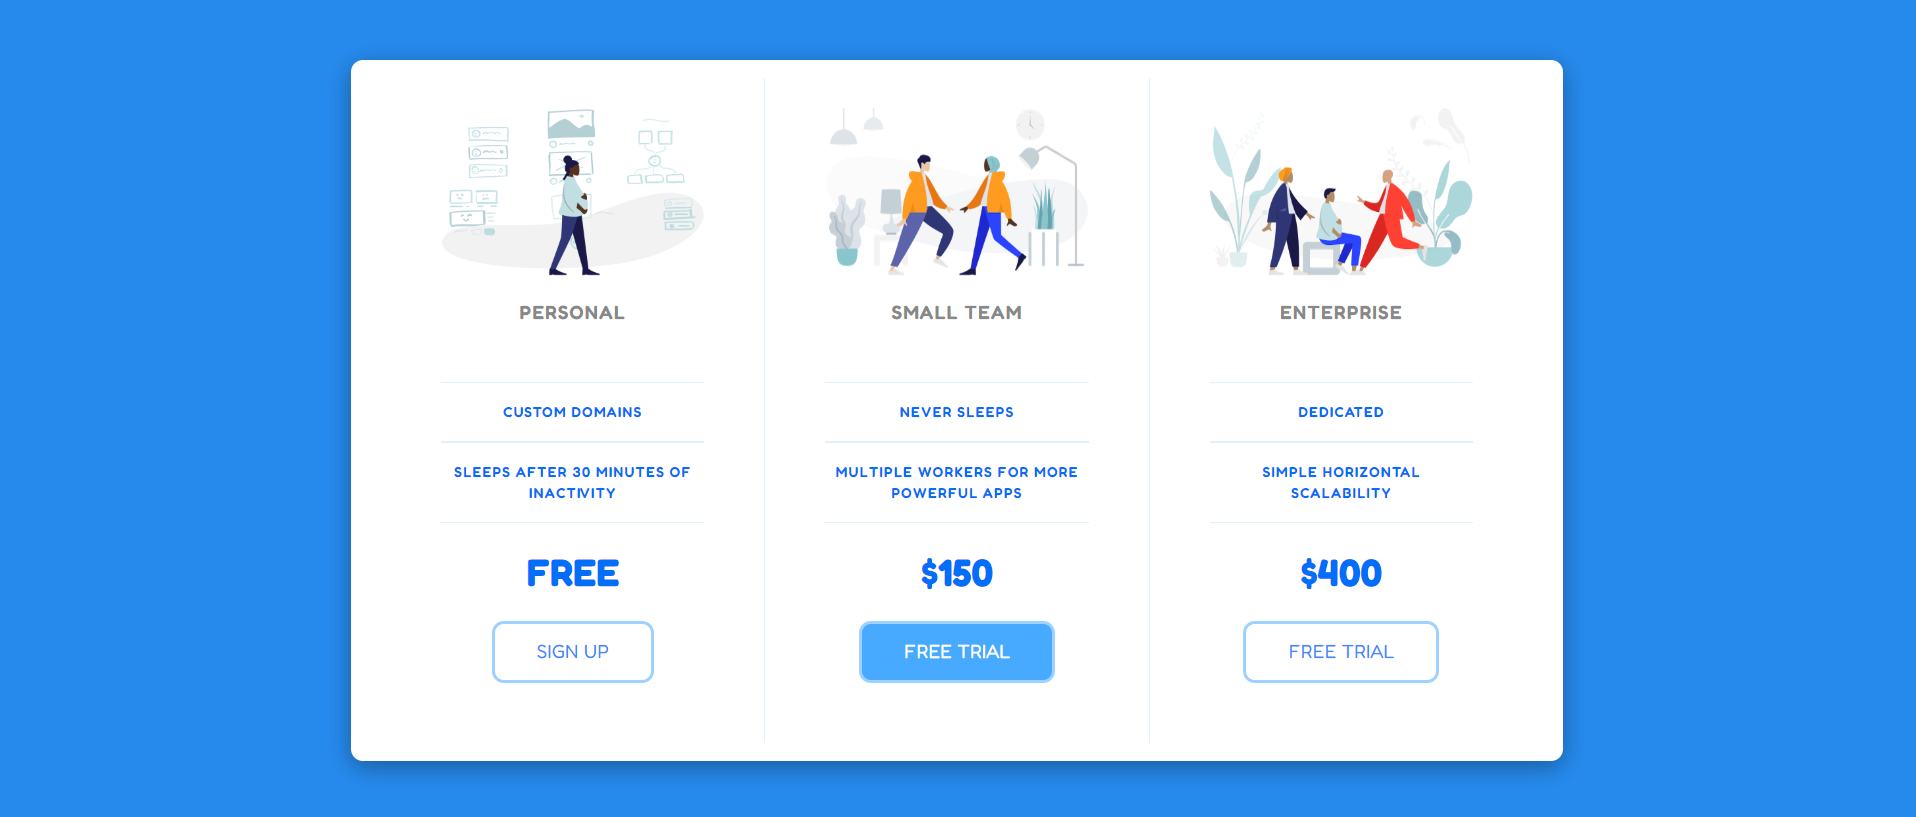 PERSONAL
CUSTOM DOMAINS
SLEEPS AFTER 30 MINUTES OF
INACTIVITY
FREE
SIGN UP
SMALL TEAM
NEVER SLEEPS
MULTIPLE WORKERS FOR MORE
POWERFUL APPS
$150
FREE TRIAL
ENTERPRISE
DEDICATED
SIMPLE HORIZONTAL
SCALABILITY
$400
FREE TRIAL